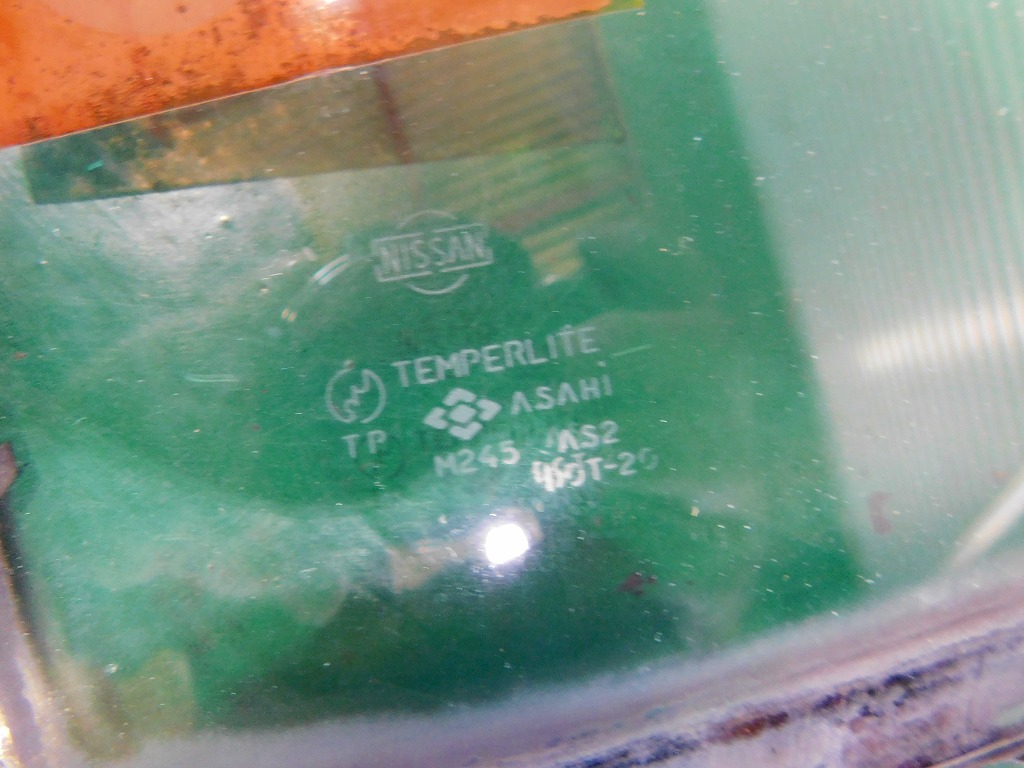 NISSAN
TEMPERLITE
ASAHI
TP
M245 AS2